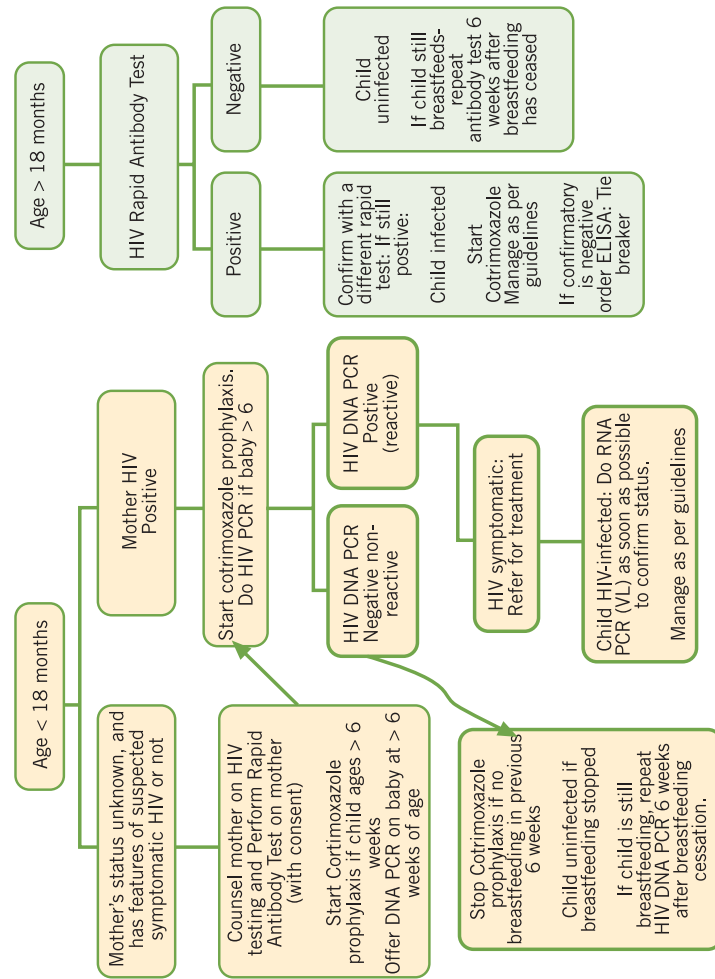 Age < 18 months
Mother's status unknown, and
has features of suspected
symptomatic HIV or not
Mother HIV
Positive
Counsel mother on HIV
testing and Perform Rapid
Antibody Test on mother
(with consent)
Start Cortimoxazole
prophylaxis if child ages > 6
weeks
Offer DNA PCR on baby at > 6
weeks of age
Start cotrimoxazole prophylaxis.
Do HIV PCR if baby > 6
HIV DNA PCR
Negative non-
reactive
HIV DNA PCR
Postive
(reactive)
Stop Cotrimoxazole
prophylaxis if no
breastfeeding in previous
6 weeks
Child uninfected if
breastfeeding stopped
If child is still
breastfeeding, repeat
HIV DNA PCR 6 weeks
after breastfeeding
cessation.
HIV symptomatic:
Refer for treatment
Child HIV-infected: Do RNA
PCR (VL) as soon as possible
to confirm status.
Manage as per guidelines
Age > 18 months
HIV Rapid Antibody Test
Positive
Negative
Confirm with a
different rapid
test: If still
postive:
Child infected
Start
Cotrimoxazole
Manage as per
guidelines
If confirmatory
is negative
order ELISA: Tie
breaker
Child
uninfected
If child still
breastfeeds-
repeat
antibody test 6
weeks after
breastfeeding
has ceased